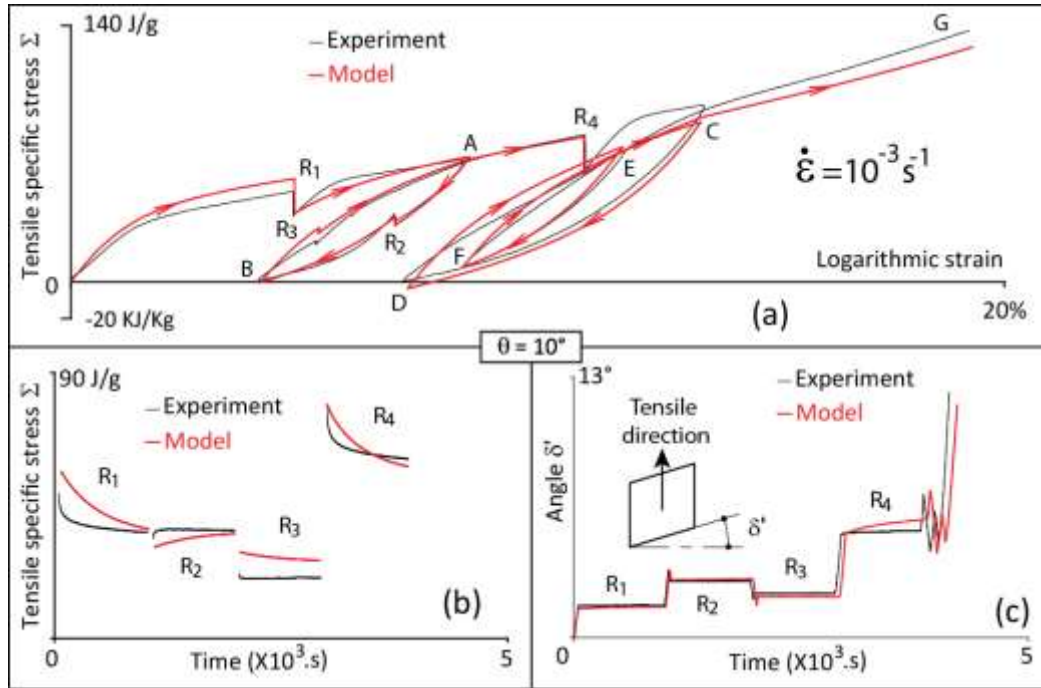 140 J/g
Tensile specific stress Σ
Experiment
Model
R1
R3
A
R2
B
R4
E
C
F
D
G
ε̇ =10⁻³s⁻¹
Logarithmic strain
0
-20 KJ/Kg
20%
(a)
θ = 10°
90 J/g
Tensile specific stress Σ
Experiment
Model
R1
R2
R3
R4
(b)
0
Time (X10³.s)
5
13°
Angle δ'
Experiment
Model
Tensile
direction
δ'
R1
R2
R3
R4
(c)
0
Time (X10³.s)
5